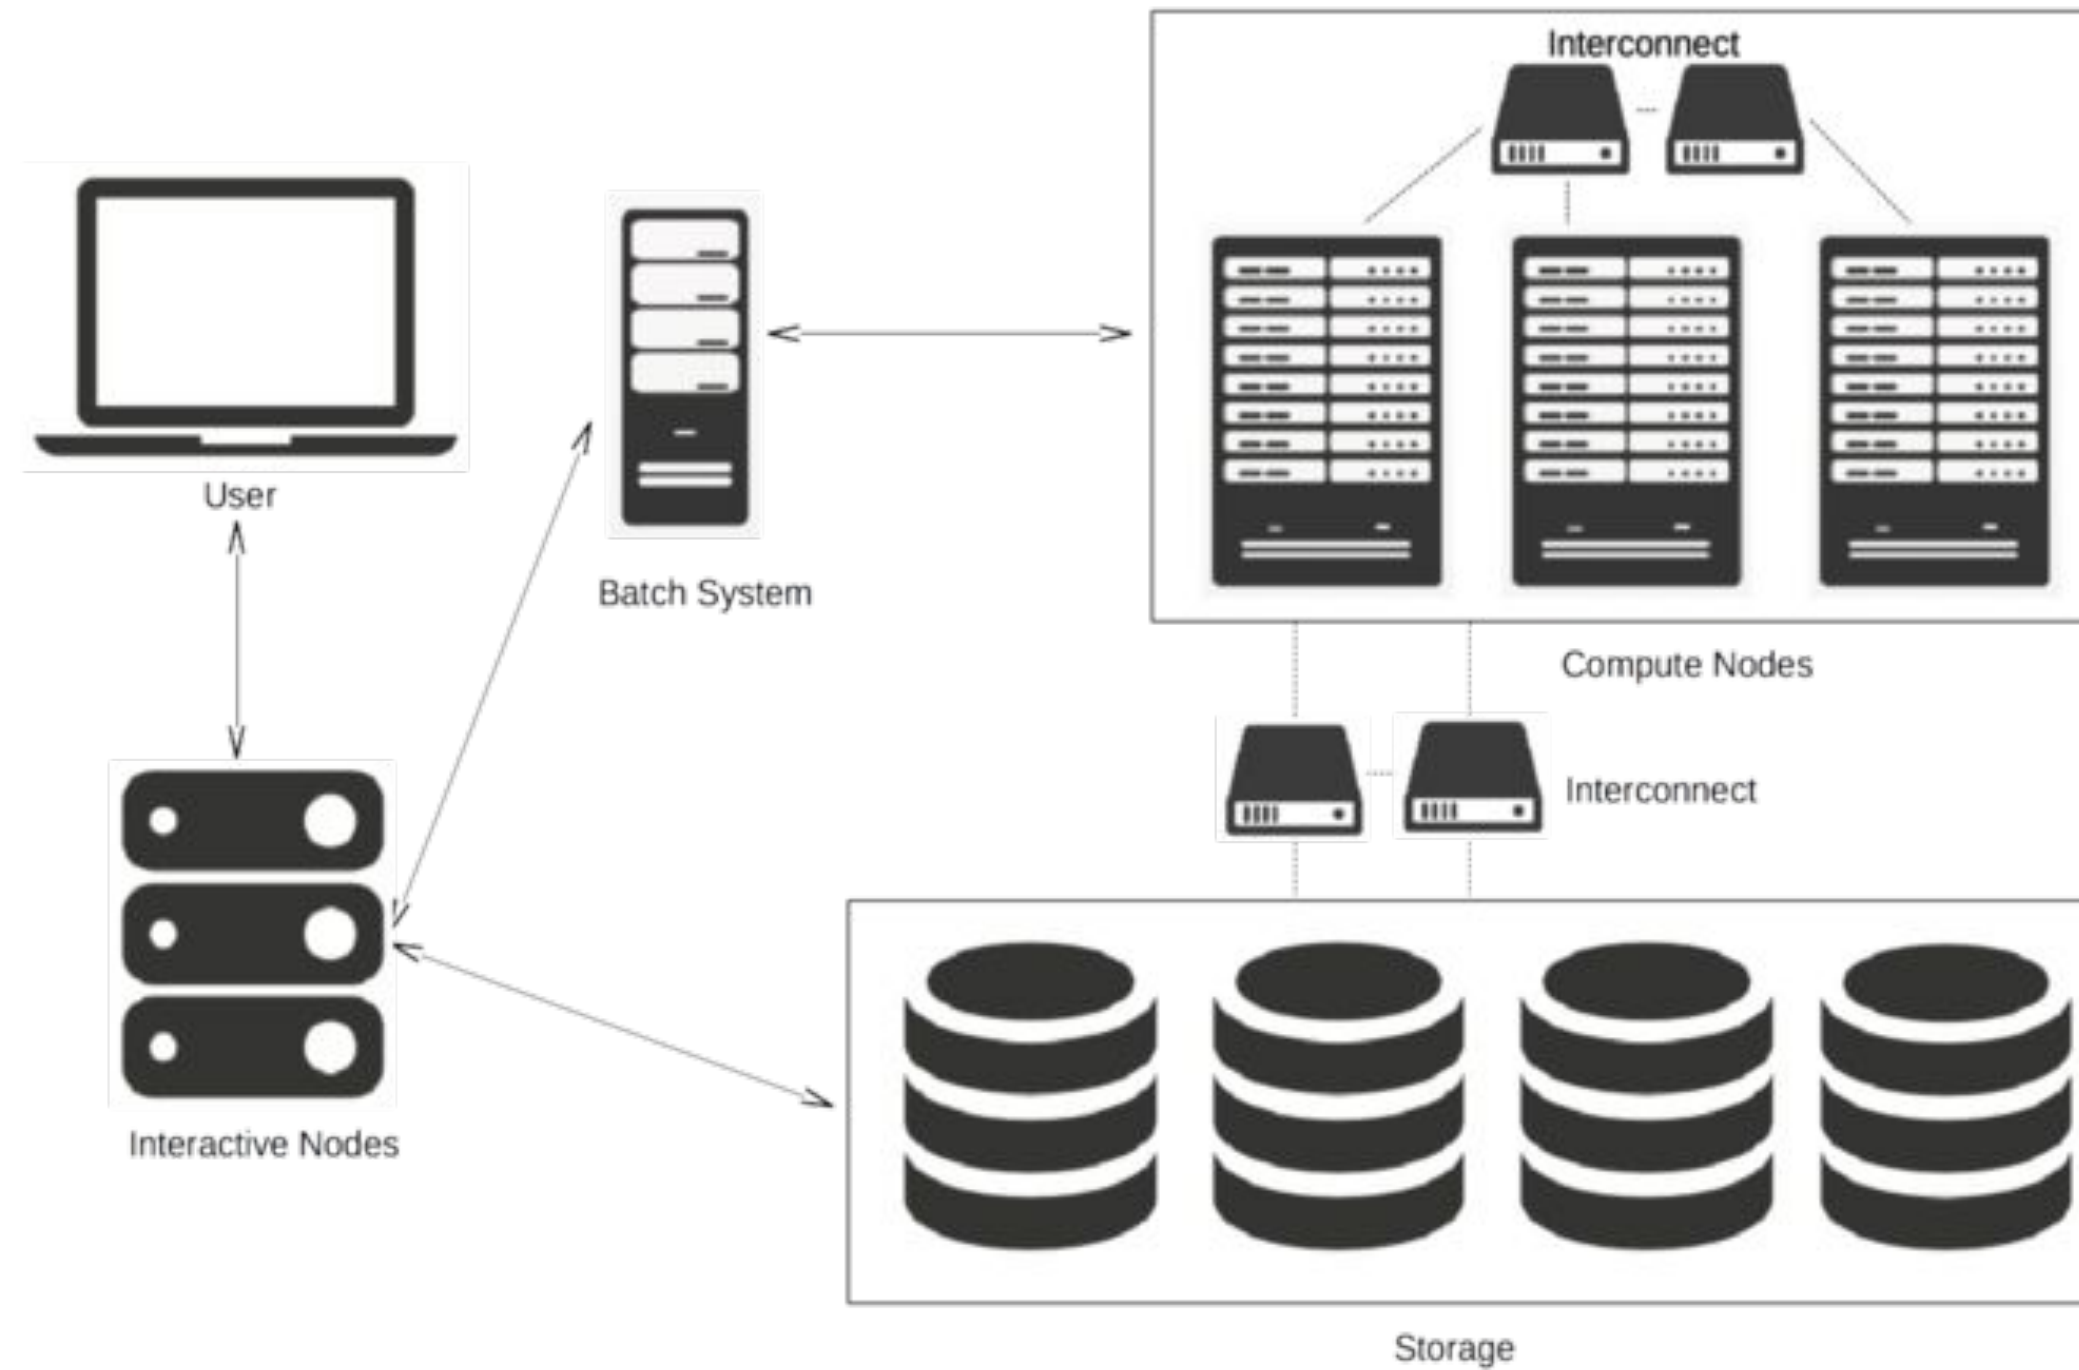 Interconnect
User
Batch System
Compute Nodes
Interconnect
Interactive Nodes
Storage